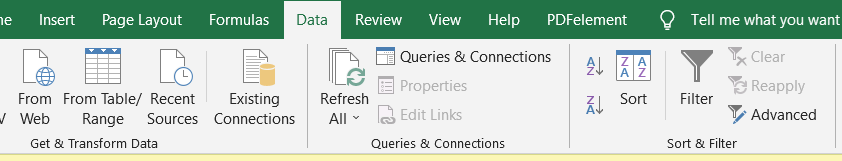 ne Insert Page Layout Formulas Data Review View Help PDFelement Tell me what you want
From Web
From Table/ Range
Recent Sources
Existing Connections
Get & Transform Data
Refresh All
Queries & Connections
Properties
Edit Links
Queries & Connections
A Z
Z A
Z A A Z
Sort
Filter
Clear
Reapply
Advanced
Sort & Filter